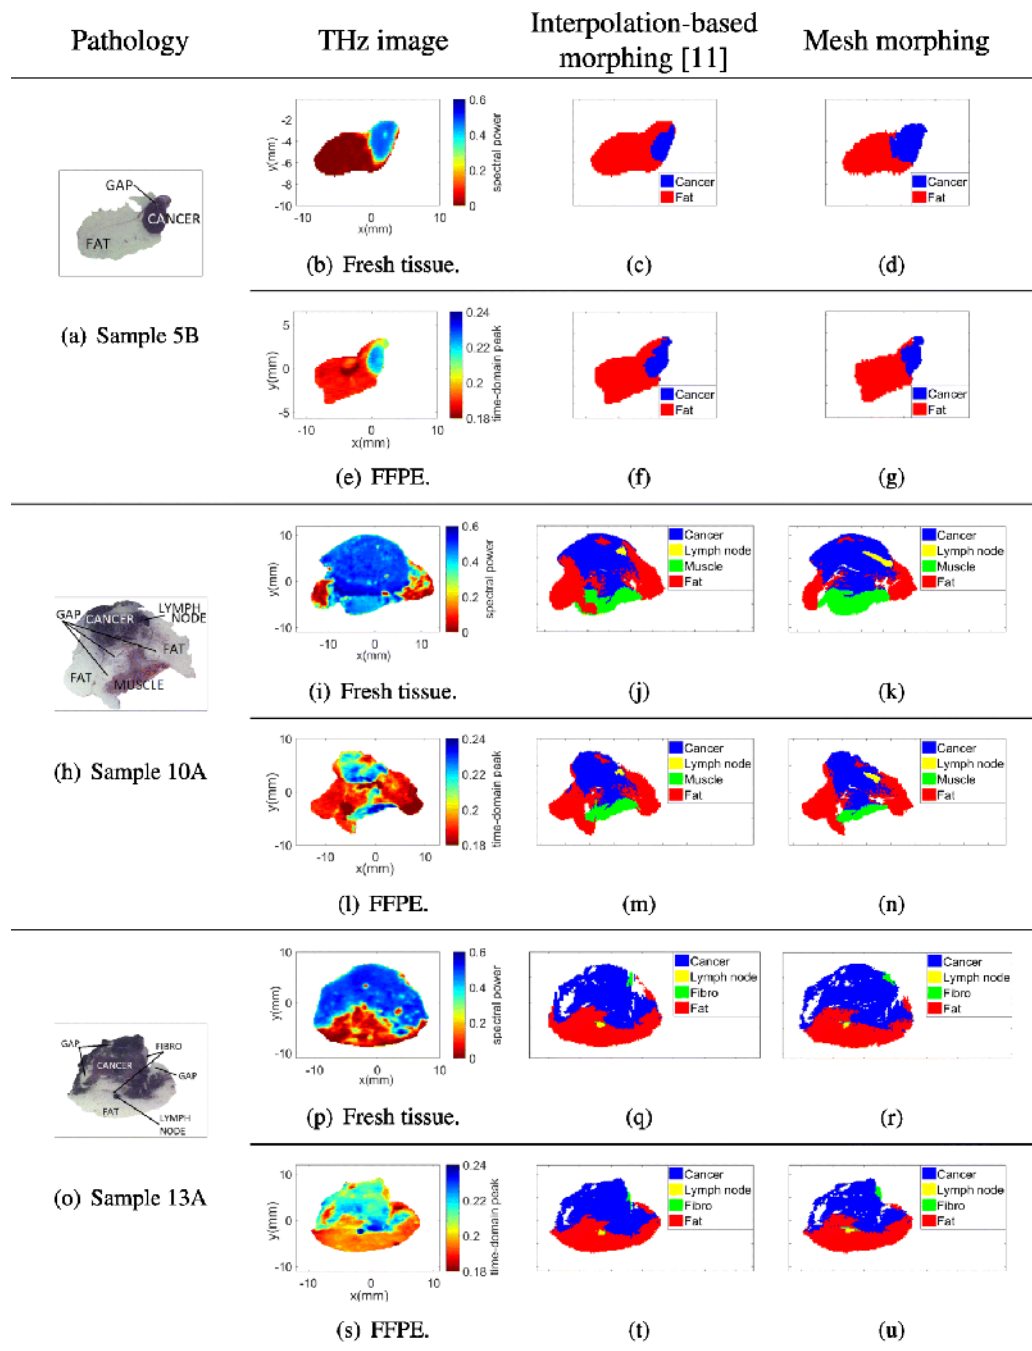 Pathology
THz image
Interpolation-based
morphing [11]
Mesh morphing
GAP
CANCER
FAT
(a) Sample 5B
y(mm)
-2
-4
-6
-8
-10
-10
0
10
x(mm)
0.6
0.4
0.2
0
spectral power
(b) Fresh tissue.
Cancer
Fat
(c)
Cancer
Fat
(d)
y(mm)
5
0
-5
-10
0
10
x(mm)
0.24
0.22
0.2
0.18
time-domain peak
(e) FFPE.
Cancer
Fat
(f)
Cancer
Fat
(g)
GAP
CANCER
LYMPH
NODE
FAT
FAT
MUSCLE
(h) Sample 10A
y(mm)
10
0
-10
-10
0
10
x(mm)
0.6
0.4
0.2
0
spectral power
(i) Fresh tissue.
Cancer
Lymph node
Muscle
Fat
(j)
Cancer
Lymph node
Muscle
Fat
(k)
y(mm)
10
0
-10
-10
0
10
x(mm)
0.24
0.22
0.2
0.18
time-domain peak
(l) FFPE.
Cancer
Lymph node
Muscle
Fat
(m)
Cancer
Lymph node
Muscle
Fat
(n)
GAP
FIBRO
CANCER
GAP
FAT
LYMPH
NODE
(o) Sample 13A
y(mm)
10
0
-10
-10
0
10
x(mm)
0.6
0.4
0.2
0
spectral power
(p) Fresh tissue.
Cancer
Lymph node
Fibro
Fat
(q)
Cancer
Lymph node
Fibro
Fat
(r)
y(mm)
10
0
-10
-10
0
10
x(mm)
0.24
0.22
0.2
0.18
time-domain peak
(s) FFPE.
Cancer
Lymph node
Fibro
Fat
(t)
Cancer
Lymph node
Fibro
Fat
(u)